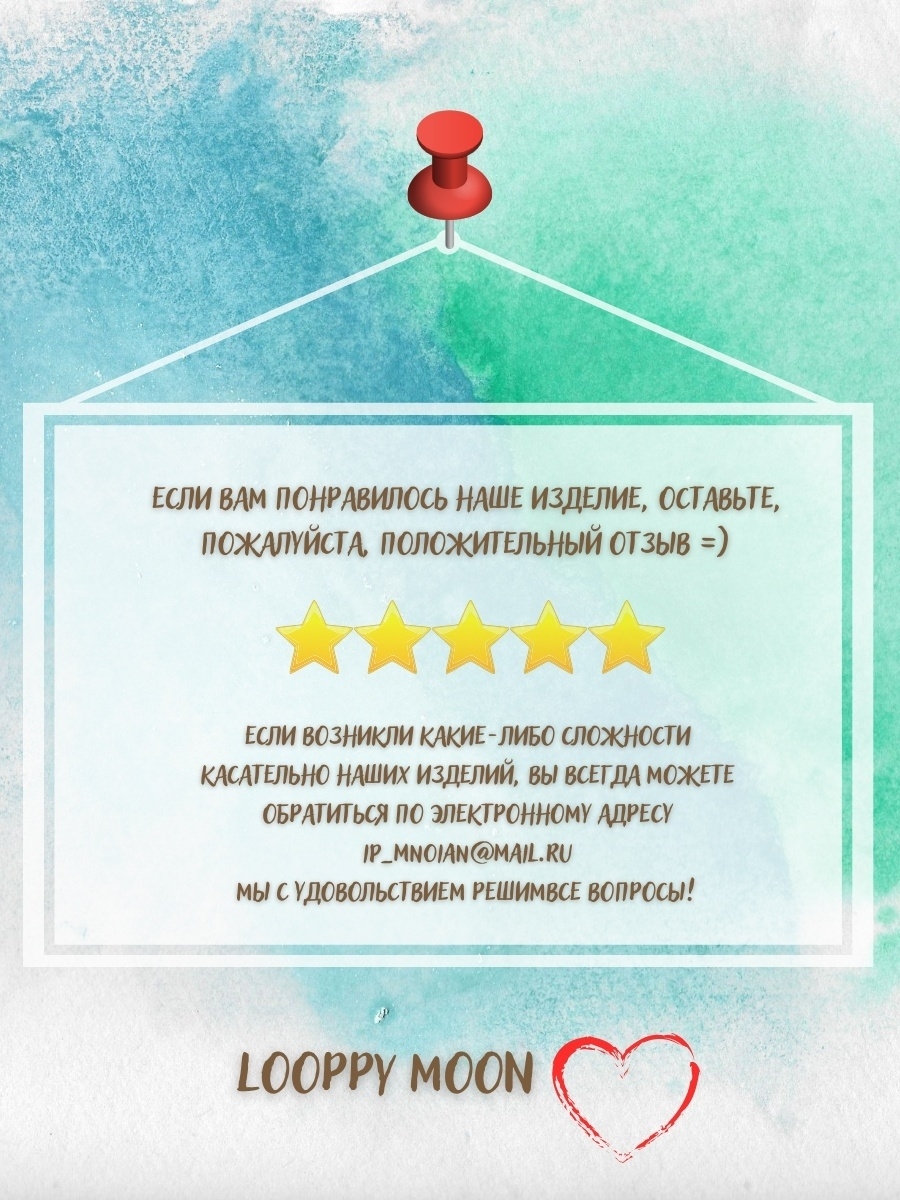 ЕСЛИ ВАМ ПОНРАВИЛОСЬ НАШЕ ИЗДЕЛИЕ, ОСТАВЬТЕ,
ПОЖАЛУЙСТА, ПОЛОЖИТЕЛЬНЫЙ ОТЗЫВ =)
ЕСЛИ ВОЗНИКЛИ КАКИЕ-ЛИБО СЛОЖНОСТИ
КАСАТЕЛЬНО НАШИХ ИЗДЕЛИЙ, ВЫ ВСЕГДА МОЖЕТЕ
ОБРАТИТЬСЯ ПО ЭЛЕКТРОННОМУ АДРЕСУ
IP_MNOIAN@MAIL.RU
МЫ С УДОВОЛЬСТВИЕМ РЕШИМВСЕ ВОПРОСЫ!
LOOPPY MOON